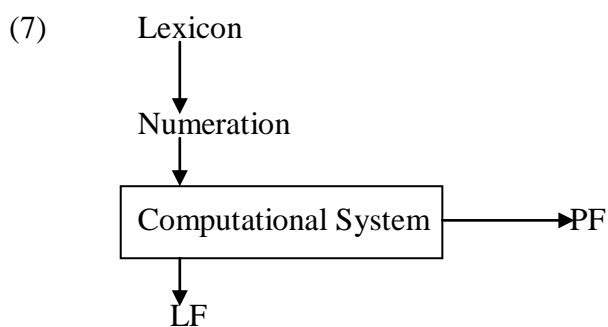 (7) Lexicon
Numeration
Computational System PF
LF